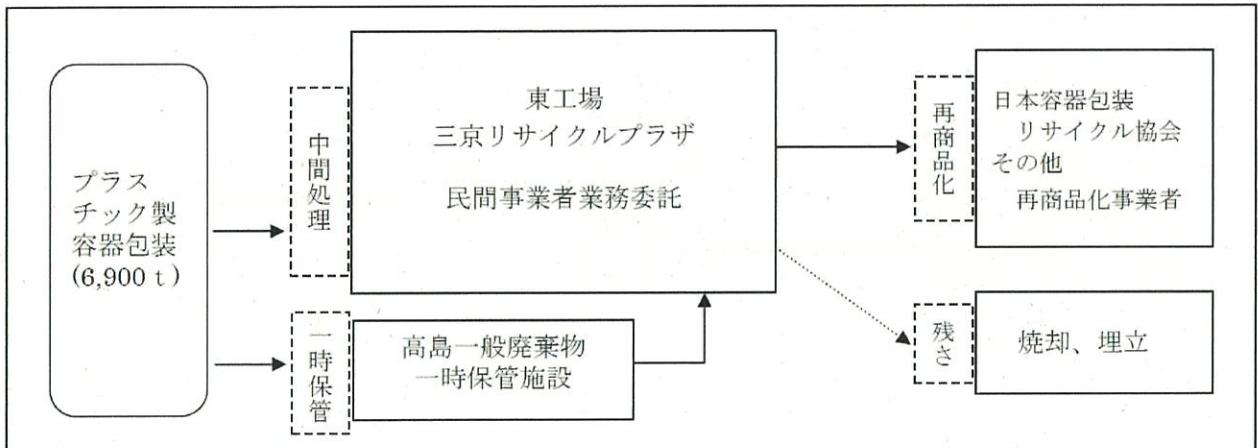 プラス
チック製
容器包装
(6,900ｔ)
中間処理
東工場
三京リサイクルプラザ
民間事業者業務委託
一時保管
高島一般廃棄物
一時保管施設
再商品化
日本容器包装
リサイクル協会
その他
再商品化事業者
残さ
焼却、埋立